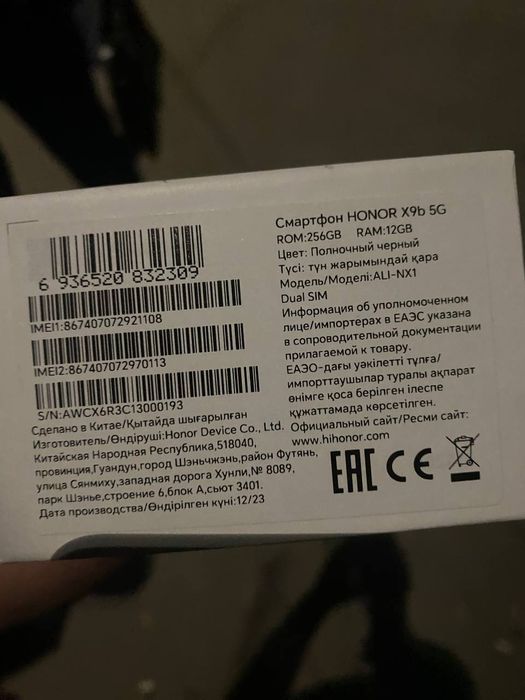 6 936520 832309
IMEI1:867407072921108
IMEI2:867407072970113
S/N:AWCX6R3C13000193
Сделано в Китае/Қытайда шығарылған
Изготовитель/Өндіруші:Honor Device Co., Ltd.
Китайская Народная Республика,518040,
провинция,Гуандун,город Шэньчжэнь,район Футянь,
улица Сянмиху,западная дорога Хунли,№ 8089,
парк Шэнье,строение 6,блок А,сьют 3401.
Дата производства/Өндірілген күні:12/23
Смартфон HONOR X9b 5G
ROM:256GB RAM:12GB
Цвет: Полночный черный
Түсі: түн жарымындай қара
Модель/Моделі:ALI-NX1
Dual SIM
Информация об уполномоченном
лице/импортерах в ЕАЭС указана
в сопроводительной документации
прилагаемой к товару.
ЕАЭО-дағы уәкілетті тұлға/
импорттаушылар туралы ақпарат
өнімге қоса берілген ілеспе
құжаттамада көрсетілген.
Официальный сайт/Ресми сайт:
www.hihonor.com
EAC CE